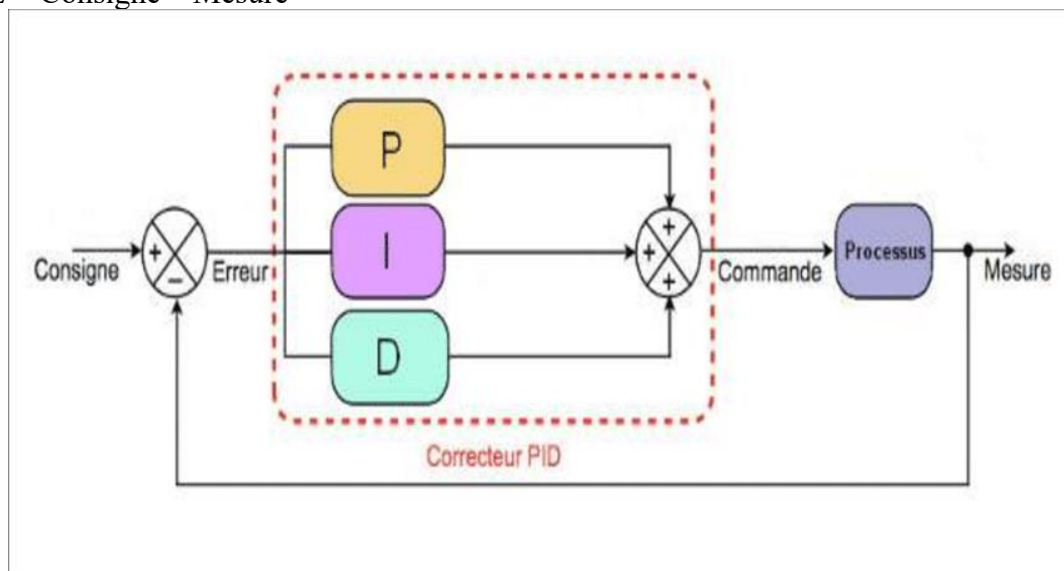 Consigne Mesure
P
I
D
+
−
+
+
+
Consigne
Erreur
Commande
Processus
Mesure
Correcteur PID